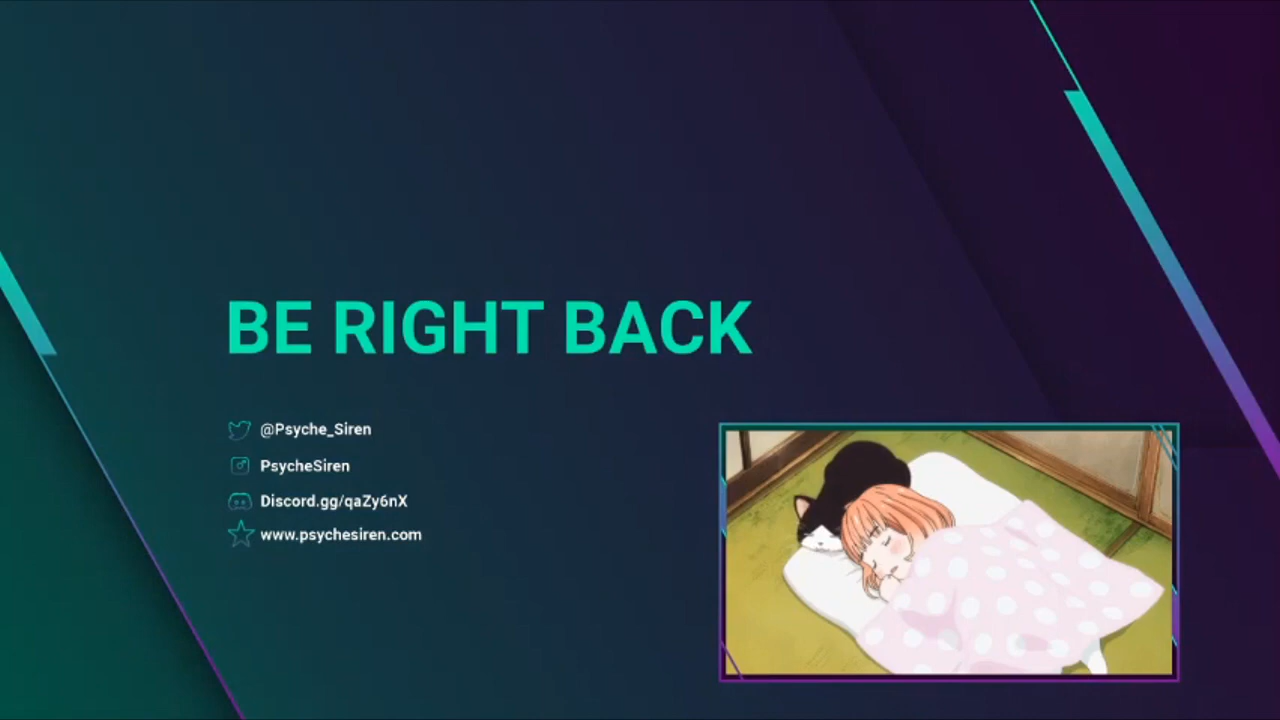 BE RIGHT BACK
@Psyche_Siren
PsycheSiren
Discord.gg/qaZy6nX
www.psychesiren.com